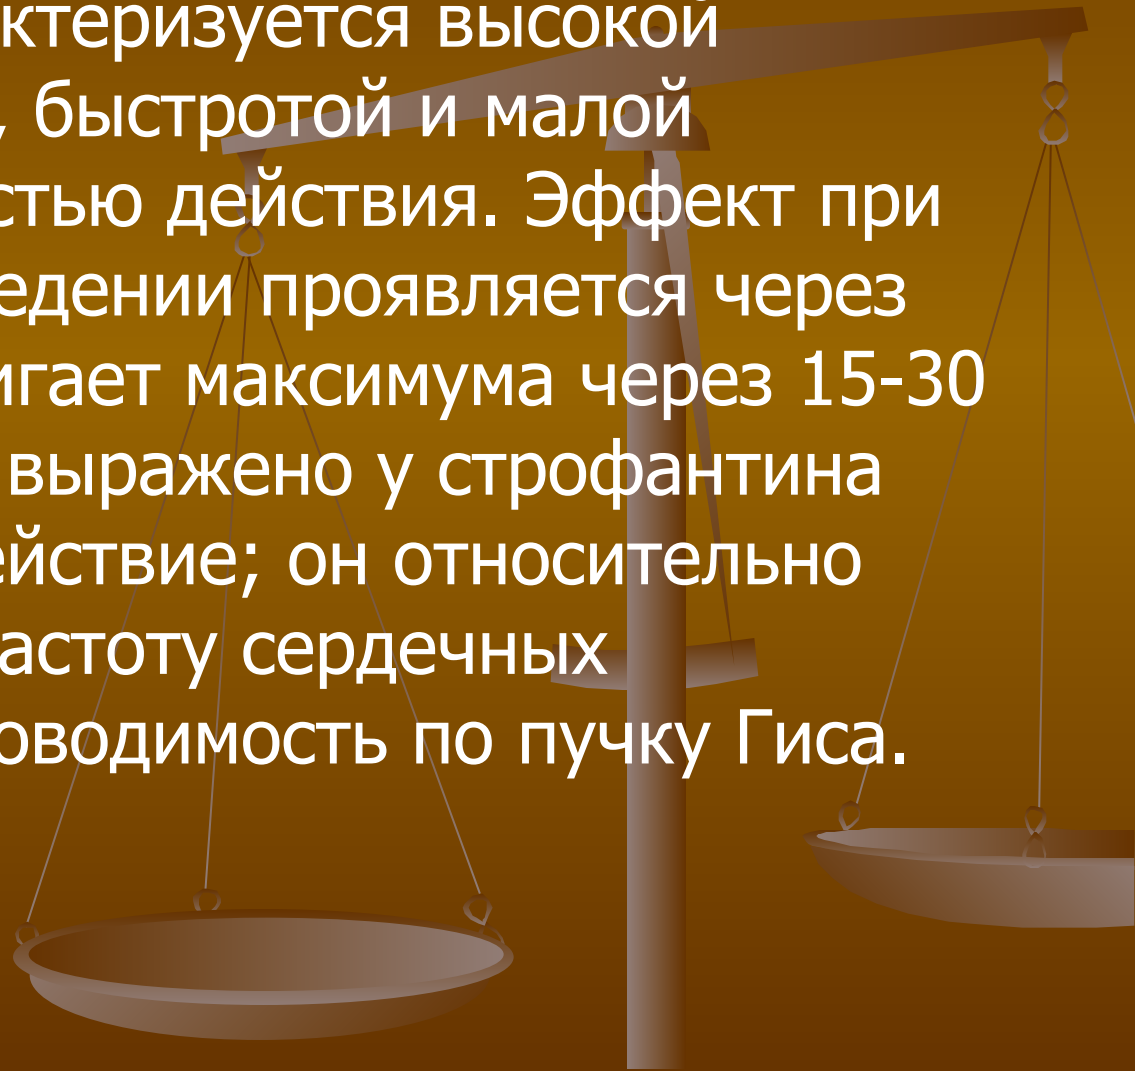 ктеризуется высокой
, быстротой и малой
стью действия. Эффект при
едении проявляется через
игает максимума через 15-30
выражено у строфантина
ействие; он относительно
астоту сердечных
оводимость по пучку Гиса.